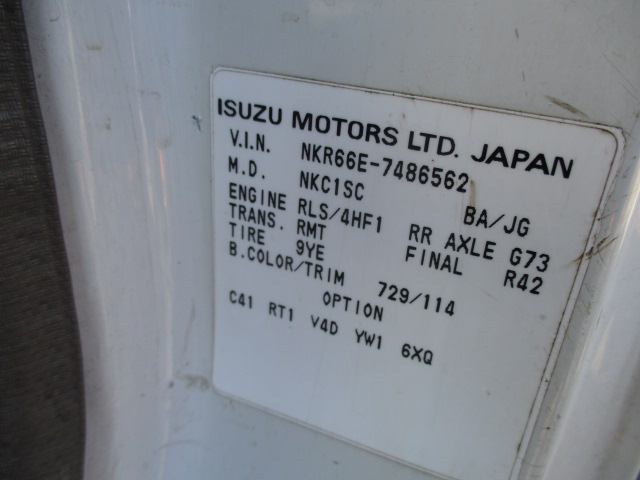 ISUZU MOTORS LTD. JAPAN
V.I.N. NKR66E-7486562
M.D. NKC1SC BA/JG
ENGINE RLS/4HF1 RR AXLE G73
TRANS. RMT FINAL R42
TIRE 9YE
B.COLOR/TRIM 729/114
OPTION
C41 RT1 V4D YW1 6XQ